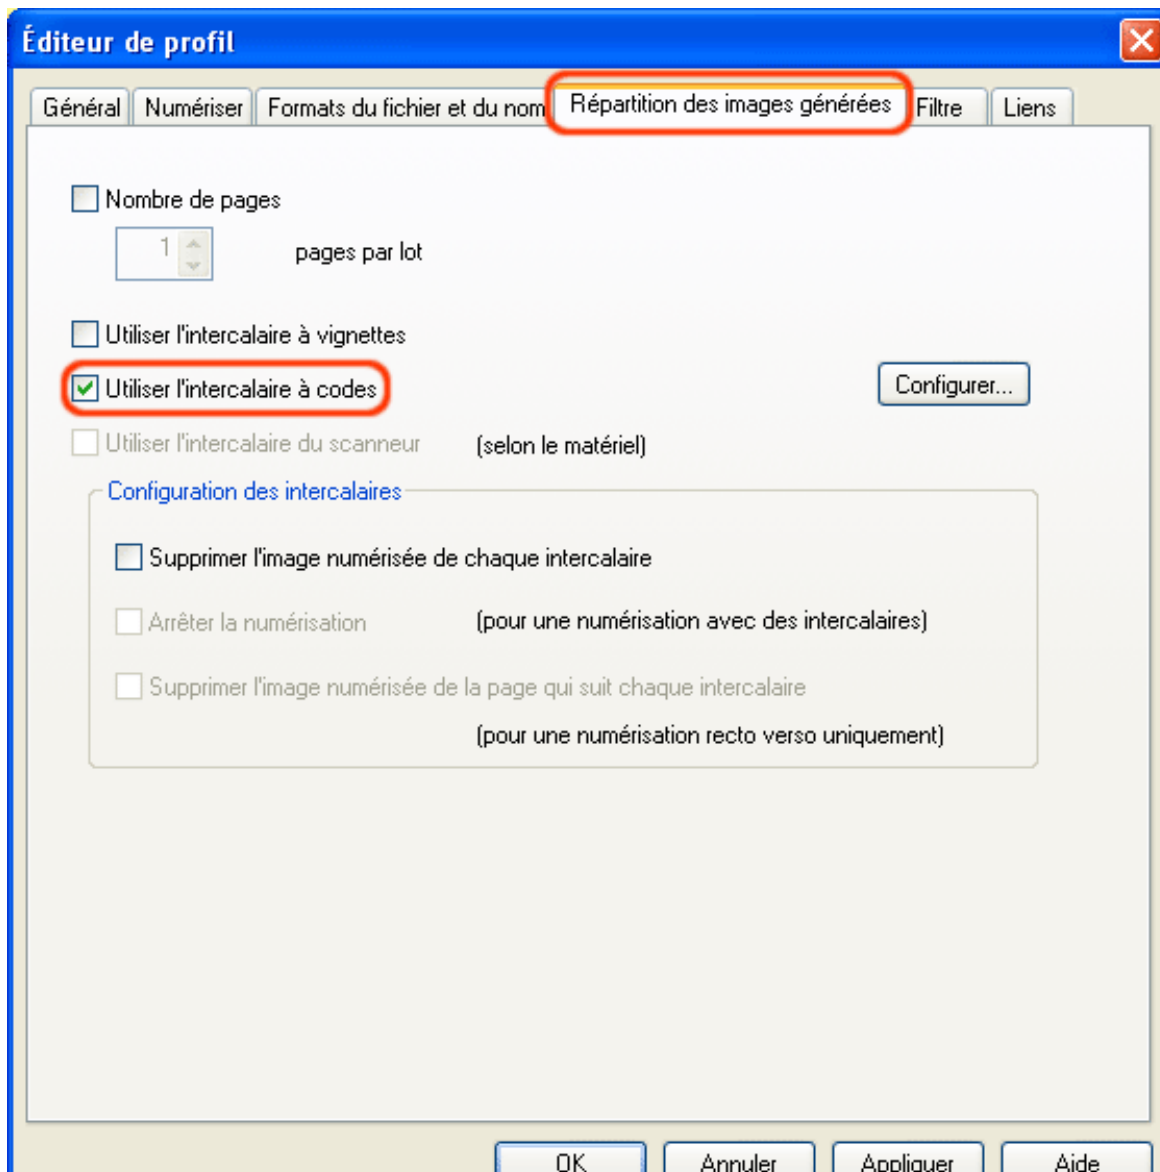 Éditeur de profil
Général Numériser Formats du fichier et du nom Répartition des images générées Filtre Liens
Nombre de pages
1 pages par lot
Utiliser l'intercalaire à vignettes
Utiliser l'intercalaire à codes Configurer...
Utiliser l'intercalaire du scanneur (selon le matériel)
Configuration des intercalaires
Supprimer l'image numérisée de chaque intercalaire
Arrêter la numérisation (pour une numérisation avec des intercalaires)
Supprimer l'image numérisée de la page qui suit chaque intercalaire
(pour une numérisation recto verso uniquement)
OK Annuler Appliquer Aide